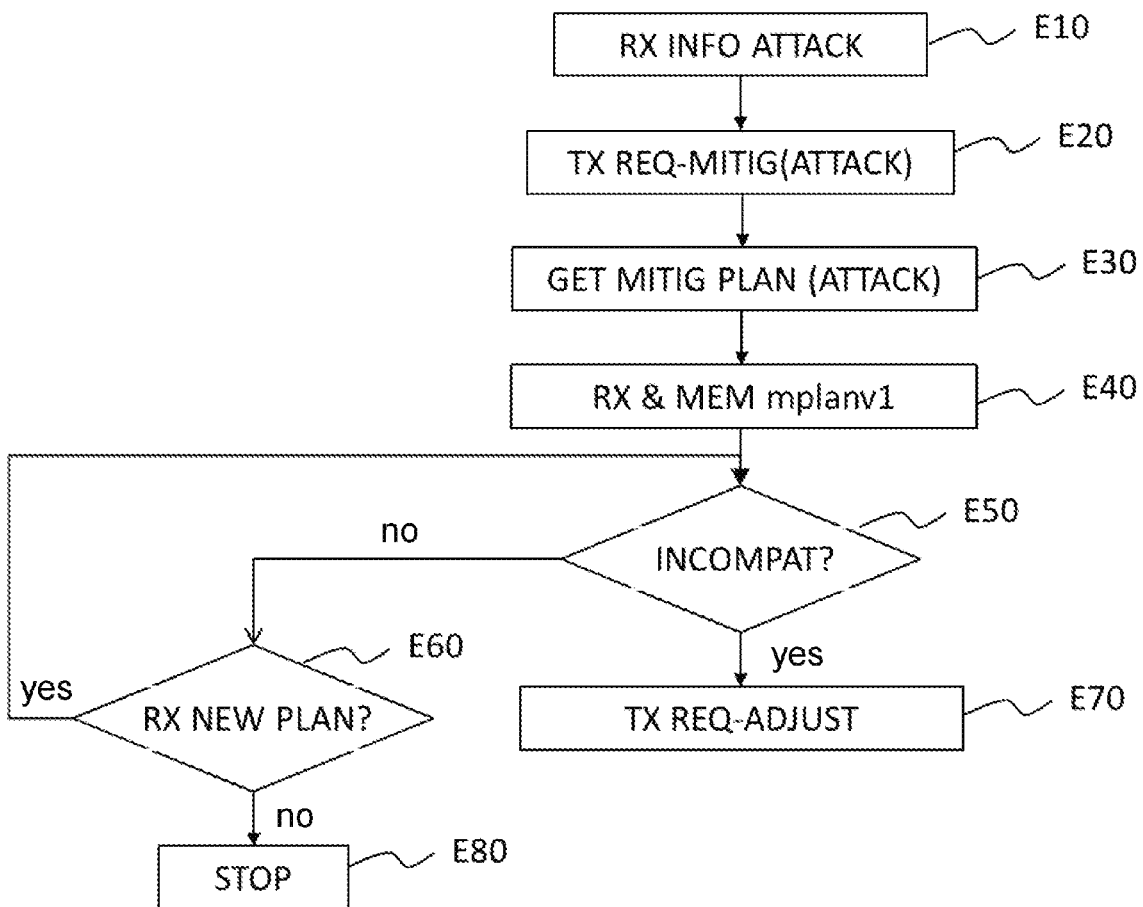 RX INFO ATTACK
E10
TX REQ-MITIG(ATTACK)
E20
GET MITIG PLAN (ATTACK)
E30
RX & MEM mplanv1
E40
INCOMPAT?
E50
no
yes
RX NEW PLAN?
E60
yes
no
TX REQ-ADJUST
E70
STOP
E80